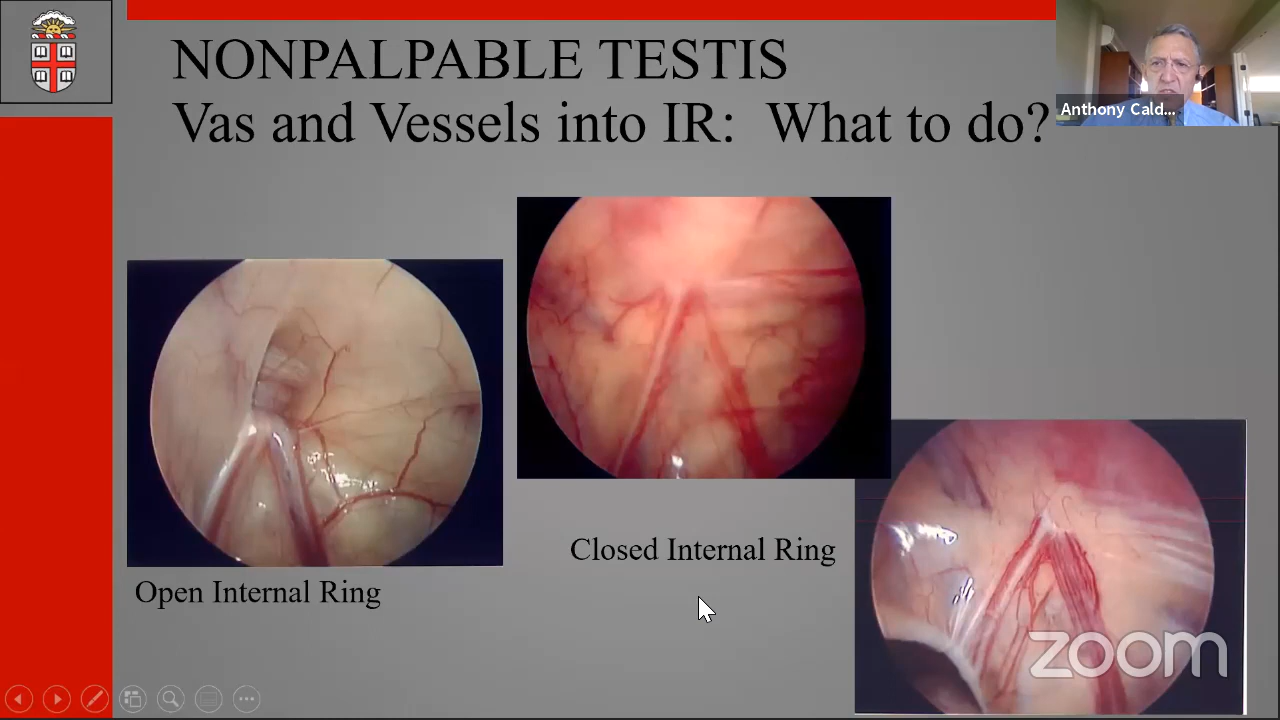 NONPALPABLE TESTIS
Vas and Vessels into IR: What to do?
Anthony Cald...
Closed Internal Ring
Open Internal Ring
zoom